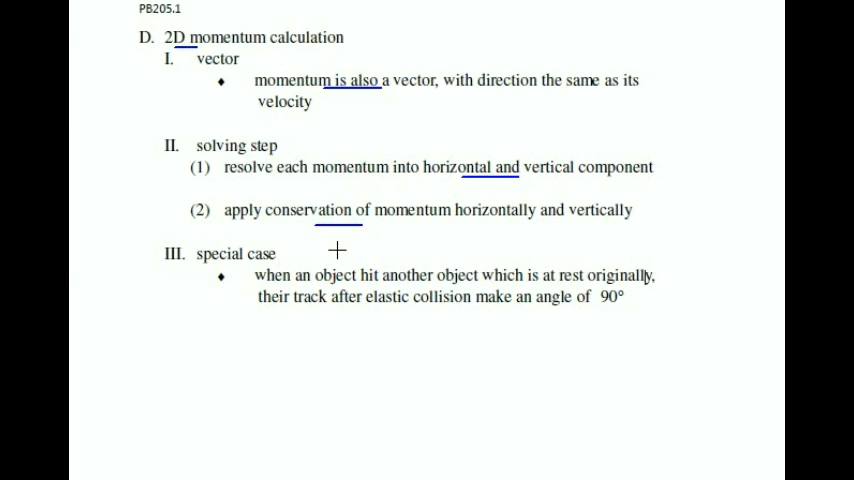 PB205.1
D. 2D momentum calculation
I. vector
♦ momentum is also a vector, with direction the same as its
velocity
II. solving step
(1) resolve each momentum into horizontal and vertical component
(2) apply conservation of momentum horizontally and vertically
III. special case
♦ when an object hit another object which is at rest originally,
their track after elastic collision make an angle of 90°